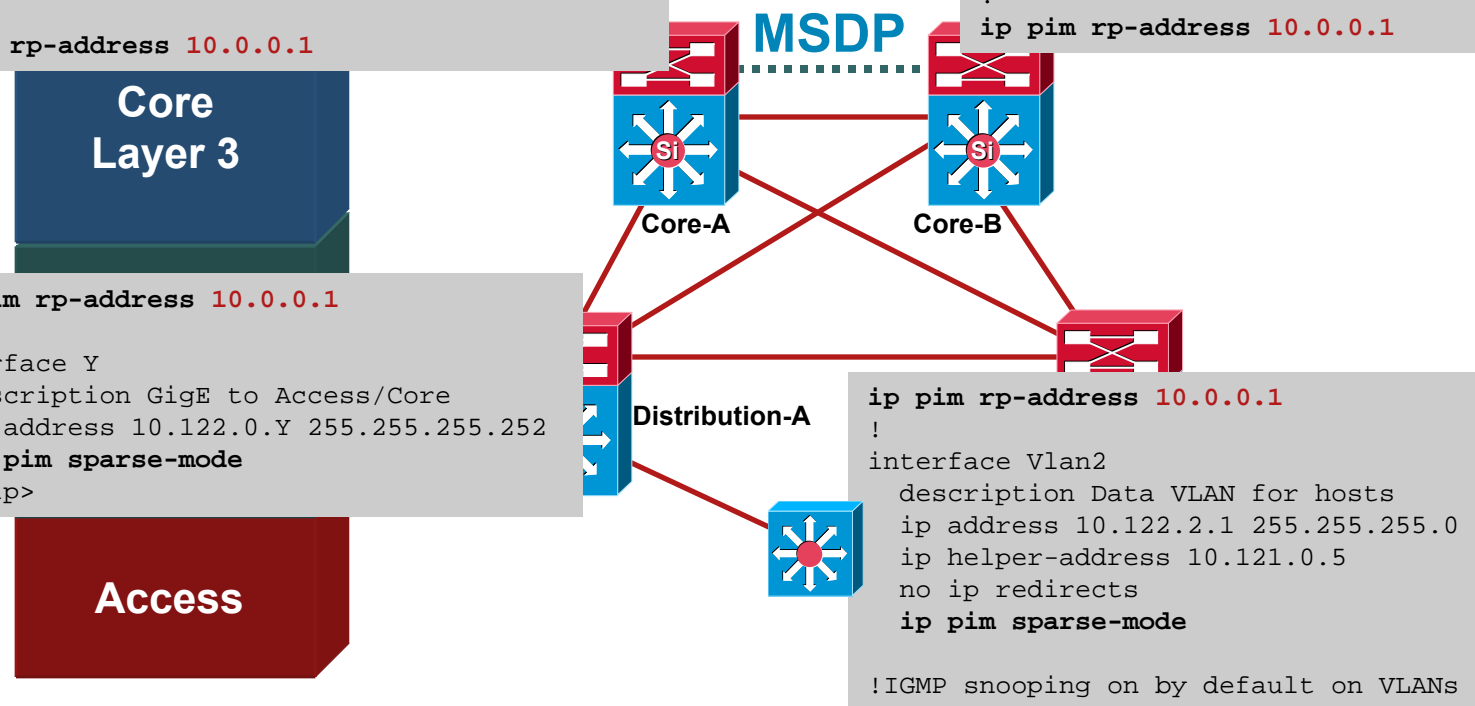 rp-address 10.0.0.1
MSDP
!
ip pim rp-address 10.0.0.1
Core
Layer 3
Si
Si
Core-A
Core-B
rp-address 10.0.0.1
Y
GigE to Access/Core
address 10.122.0.Y 255.255.255.252
pim sparse-mode
Distribution-A
ip pim rp-address 10.0.0.1
!
interface Vlan2
description Data VLAN for hosts
ip address 10.122.2.1 255.255.255.0
ip helper-address 10.121.0.5
no ip redirects
ip pim sparse-mode
!IGMP snooping on by default on VLANs
Access